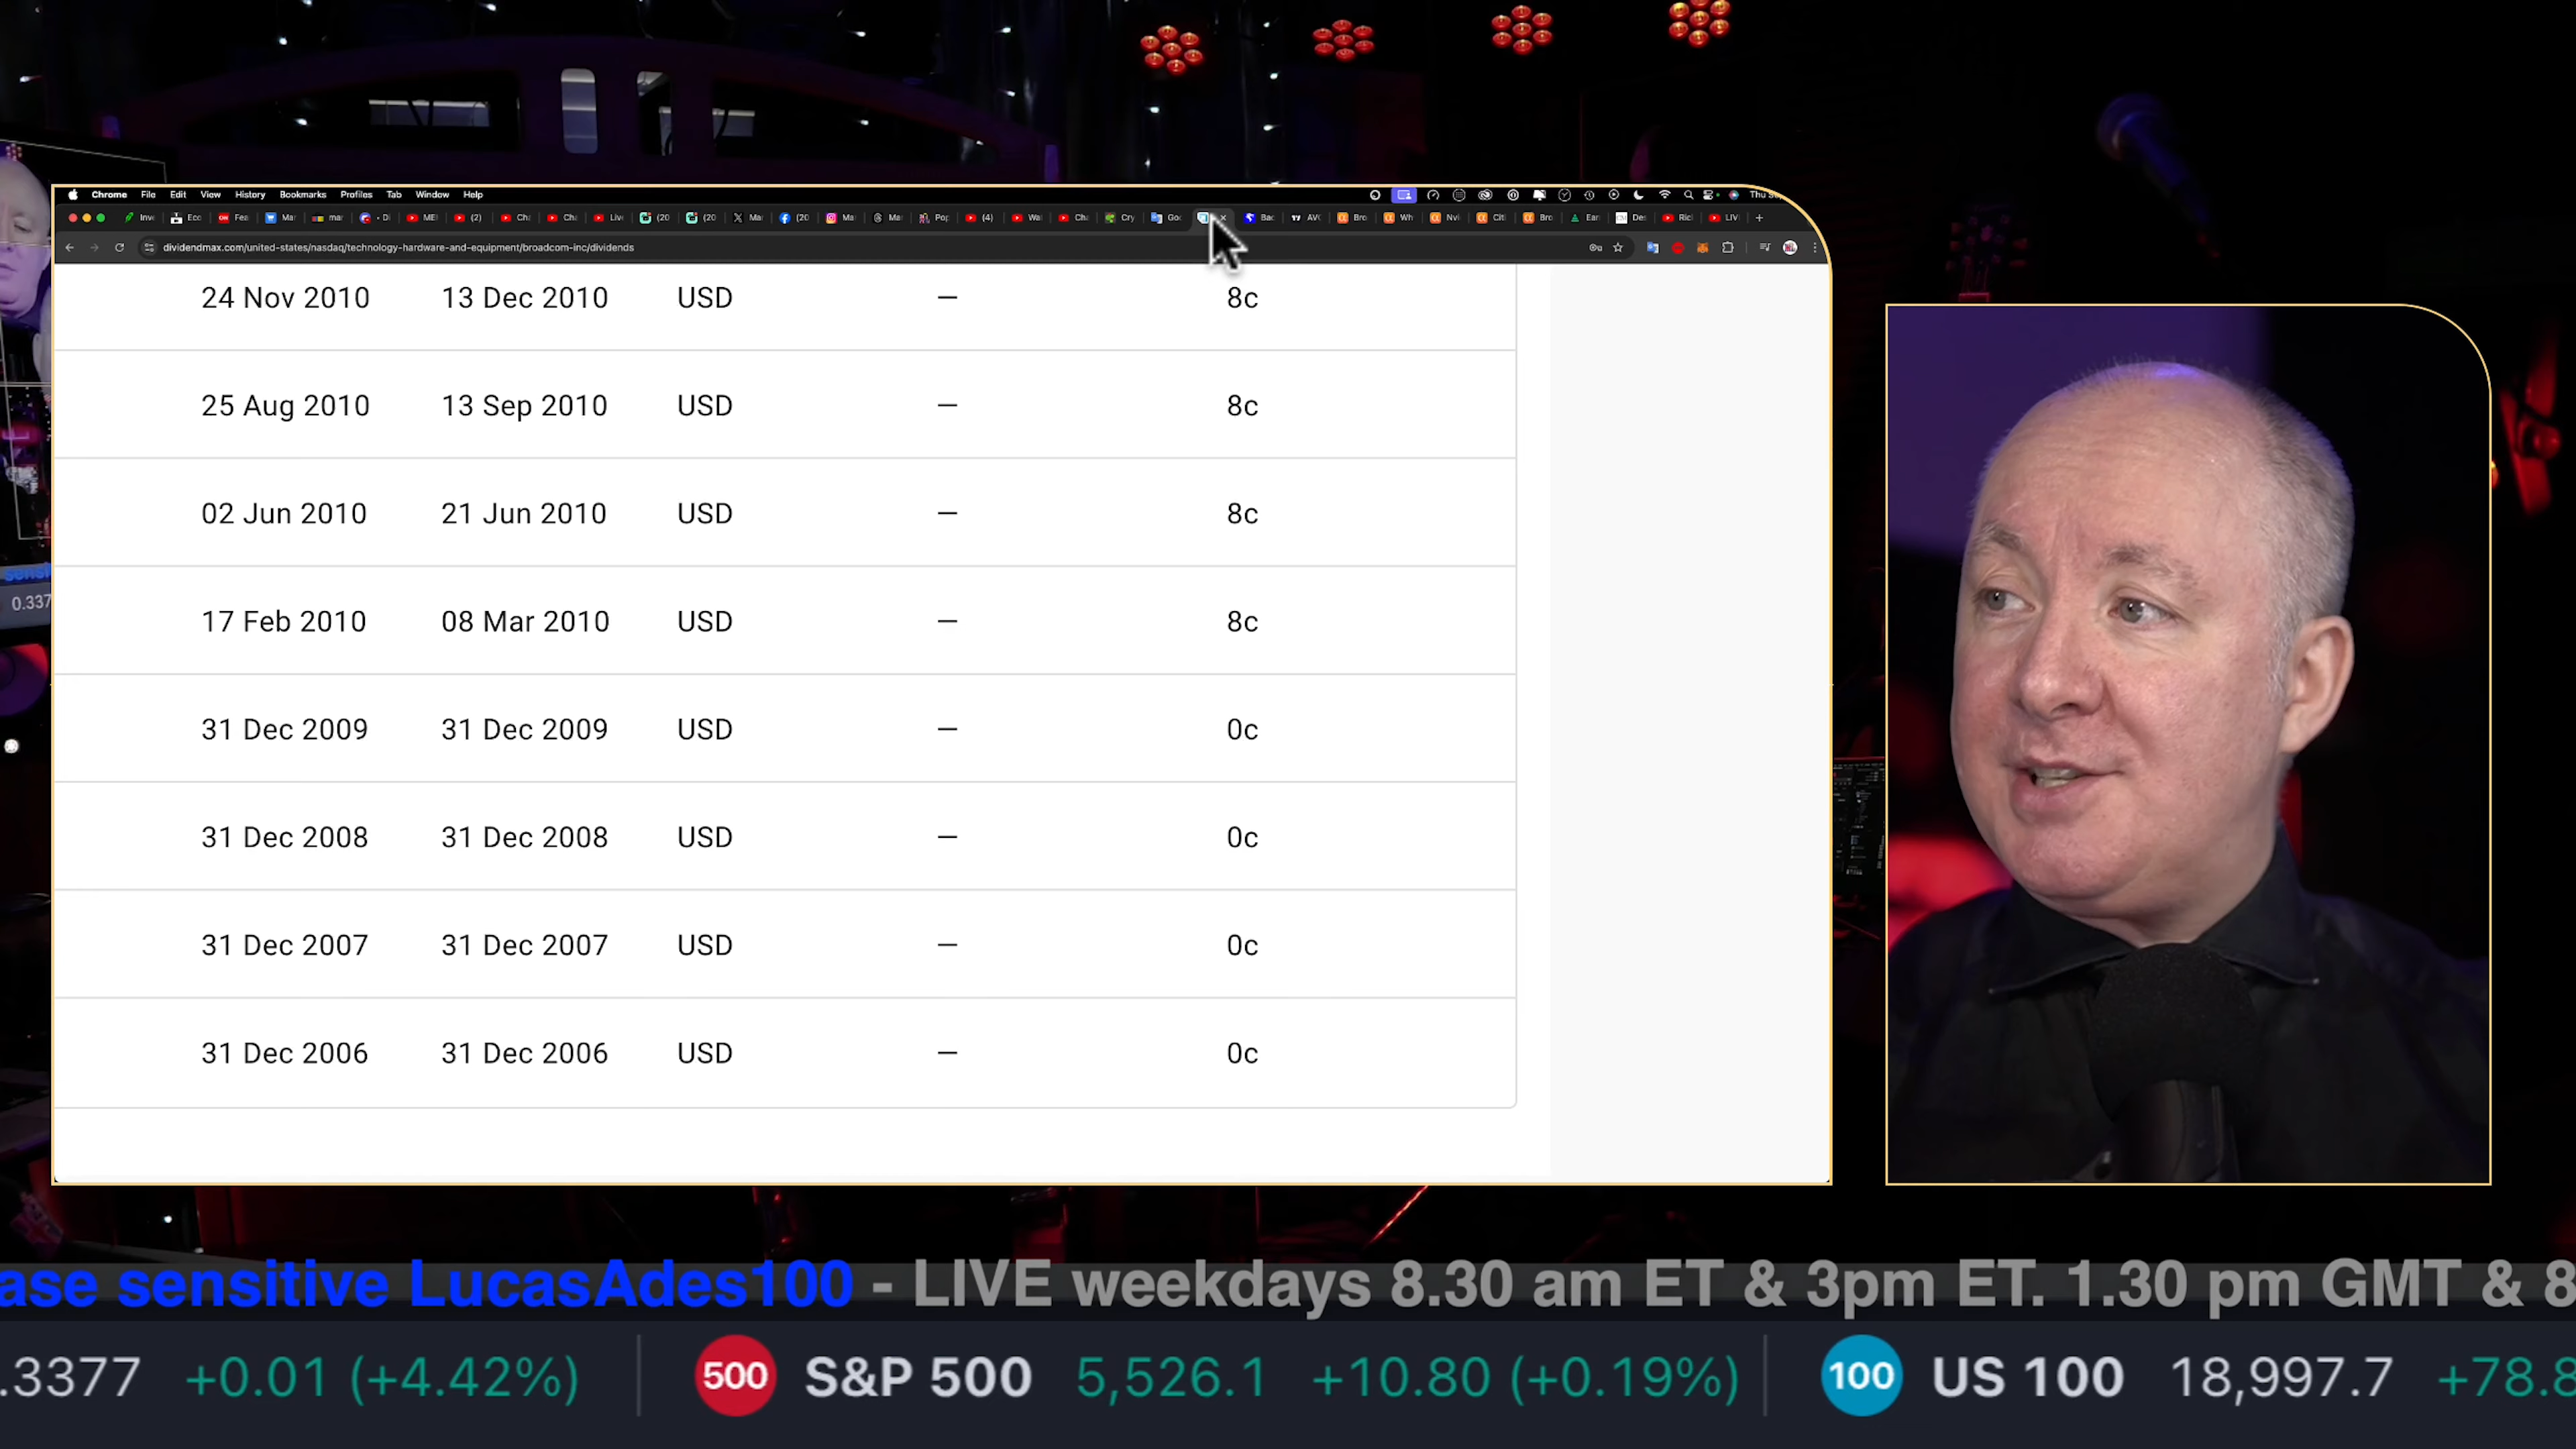 Chrome File Edit View History Bookmarks Profiles Tab Window Help
dividendmax.com/united-states/nasdaq/technology-hardware-and-equipment/broadcom-inc/dividends
24 Nov 2010 13 Dec 2010 USD — 8c
25 Aug 2010 13 Sep 2010 USD — 8c
02 Jun 2010 21 Jun 2010 USD — 8c
17 Feb 2010 08 Mar 2010 USD — 8c
31 Dec 2009 31 Dec 2009 USD — 0c
31 Dec 2008 31 Dec 2008 USD — 0c
31 Dec 2007 31 Dec 2007 USD — 0c
31 Dec 2006 31 Dec 2006 USD — 0c
0.337
ase sensitive LucasAdes100 - LIVE weekdays 8.30 am ET & 3pm ET. 1.30 pm GMT & 8
.3377 +0.01 (+4.42%) 500 S&P 500 5,526.1 +10.80 (+0.19%) 100 US 100 18,997.7 +78.8